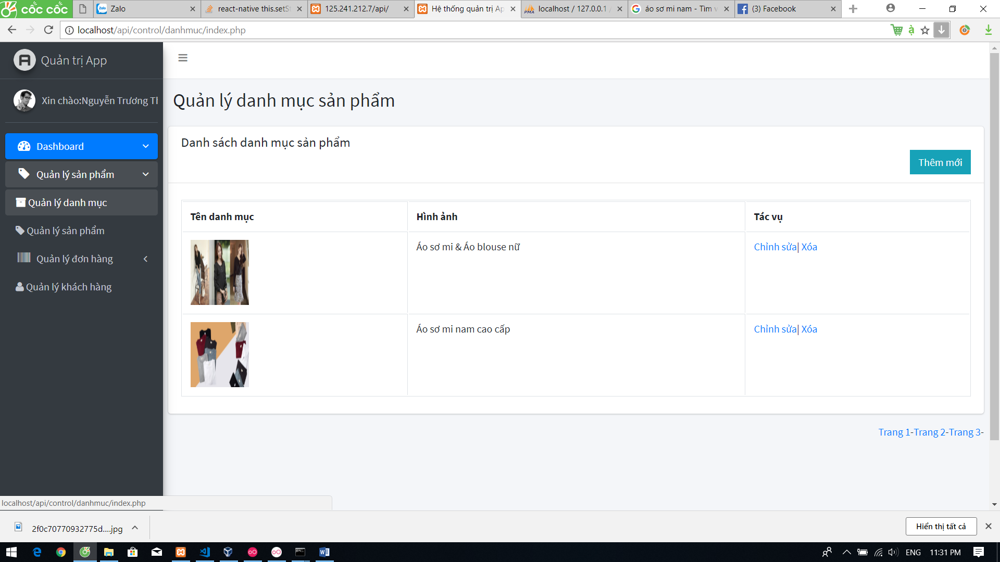 cốc cốc
Zalo
react-native this.setSt
125.241.212.7/api/
Hệ thống quản trị Ap
localhost / 127.0.0.1 /
áo sơ mi nam - Tìm v
(3) Facebook
localhost/api/control/danhmuc/index.php
Quản trị App
Xin chào:Nguyễn Trương Th
Dashboard
Quản lý sản phẩm
Quản lý danh mục
Quản lý sản phẩm
Quản lý đơn hàng
Quản lý khách hàng
Quản lý danh mục sản phẩm
Danh sách danh mục sản phẩm
Thêm mới
Tên danh mục Hình ảnh Tác vụ
Áo sơ mi & Áo blouse nữ Chỉnh sửa| Xóa
Áo sơ mi nam cao cấp Chỉnh sửa| Xóa
Trang 1-Trang 2-Trang 3-
localhost/api/control/danhmuc/index.php
2f0c70770932775d....jpg
Hiển thị tất cả
ENG 11:31 PM